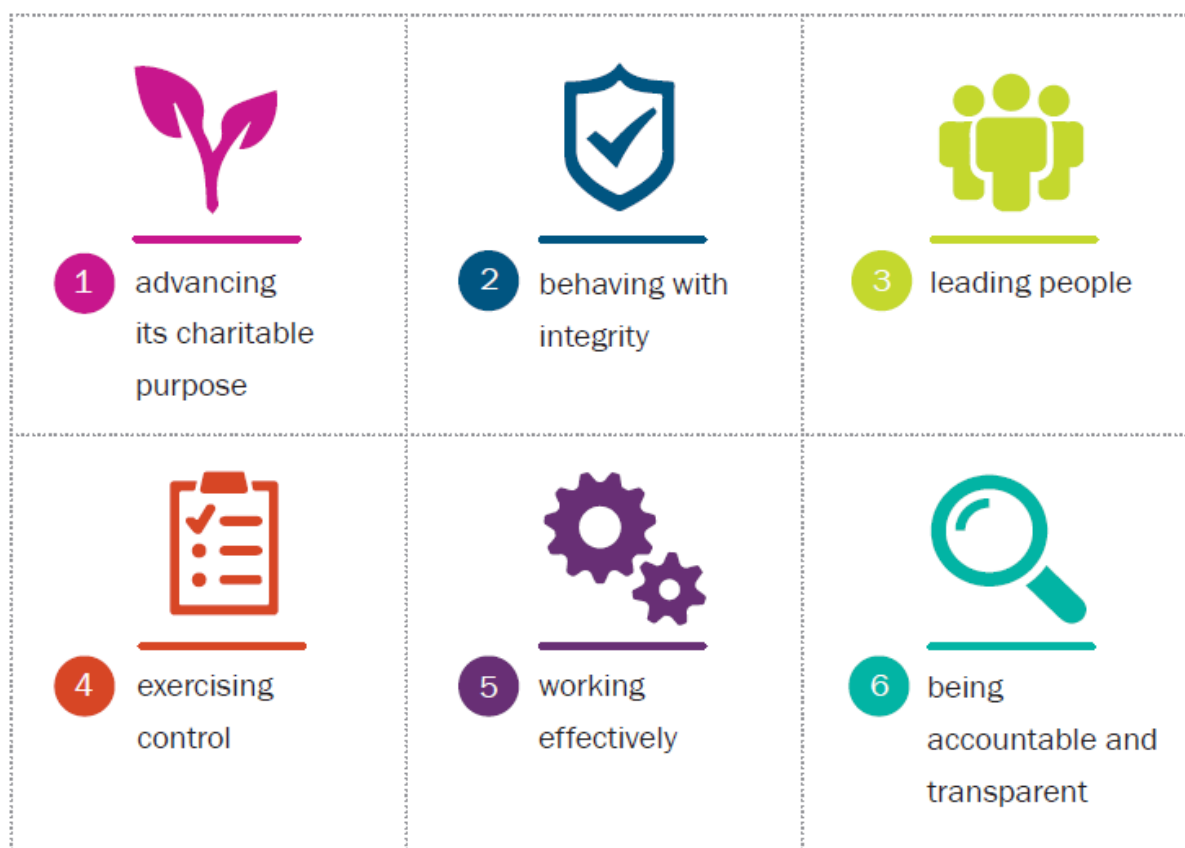 1 advancing
its charitable
purpose
2 behaving with
integrity
3 leading people
4 exercising
control
5 working
effectively
6 being
accountable and
transparent